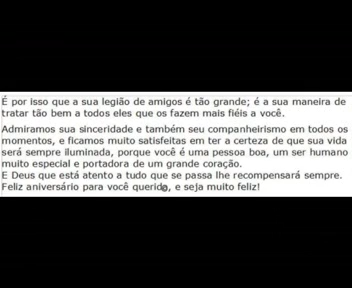 É por isso que a sua legião de amigos é tão grande; é a sua maneira de
tratar tão bem a todos eles que os fazem mais fiéis a você.
Admiramos sua sinceridade e também seu companheirismo em todos os
momentos, e ficamos muito satisfeitas em ter a certeza de que sua vida
será sempre iluminada, porque você é uma pessoa boa, um ser humano
muito especial e portadora de um grande coração.
E Deus que está atento a tudo que se passa lhe recompensará sempre.
Feliz aniversário para você querida, e seja muito feliz!